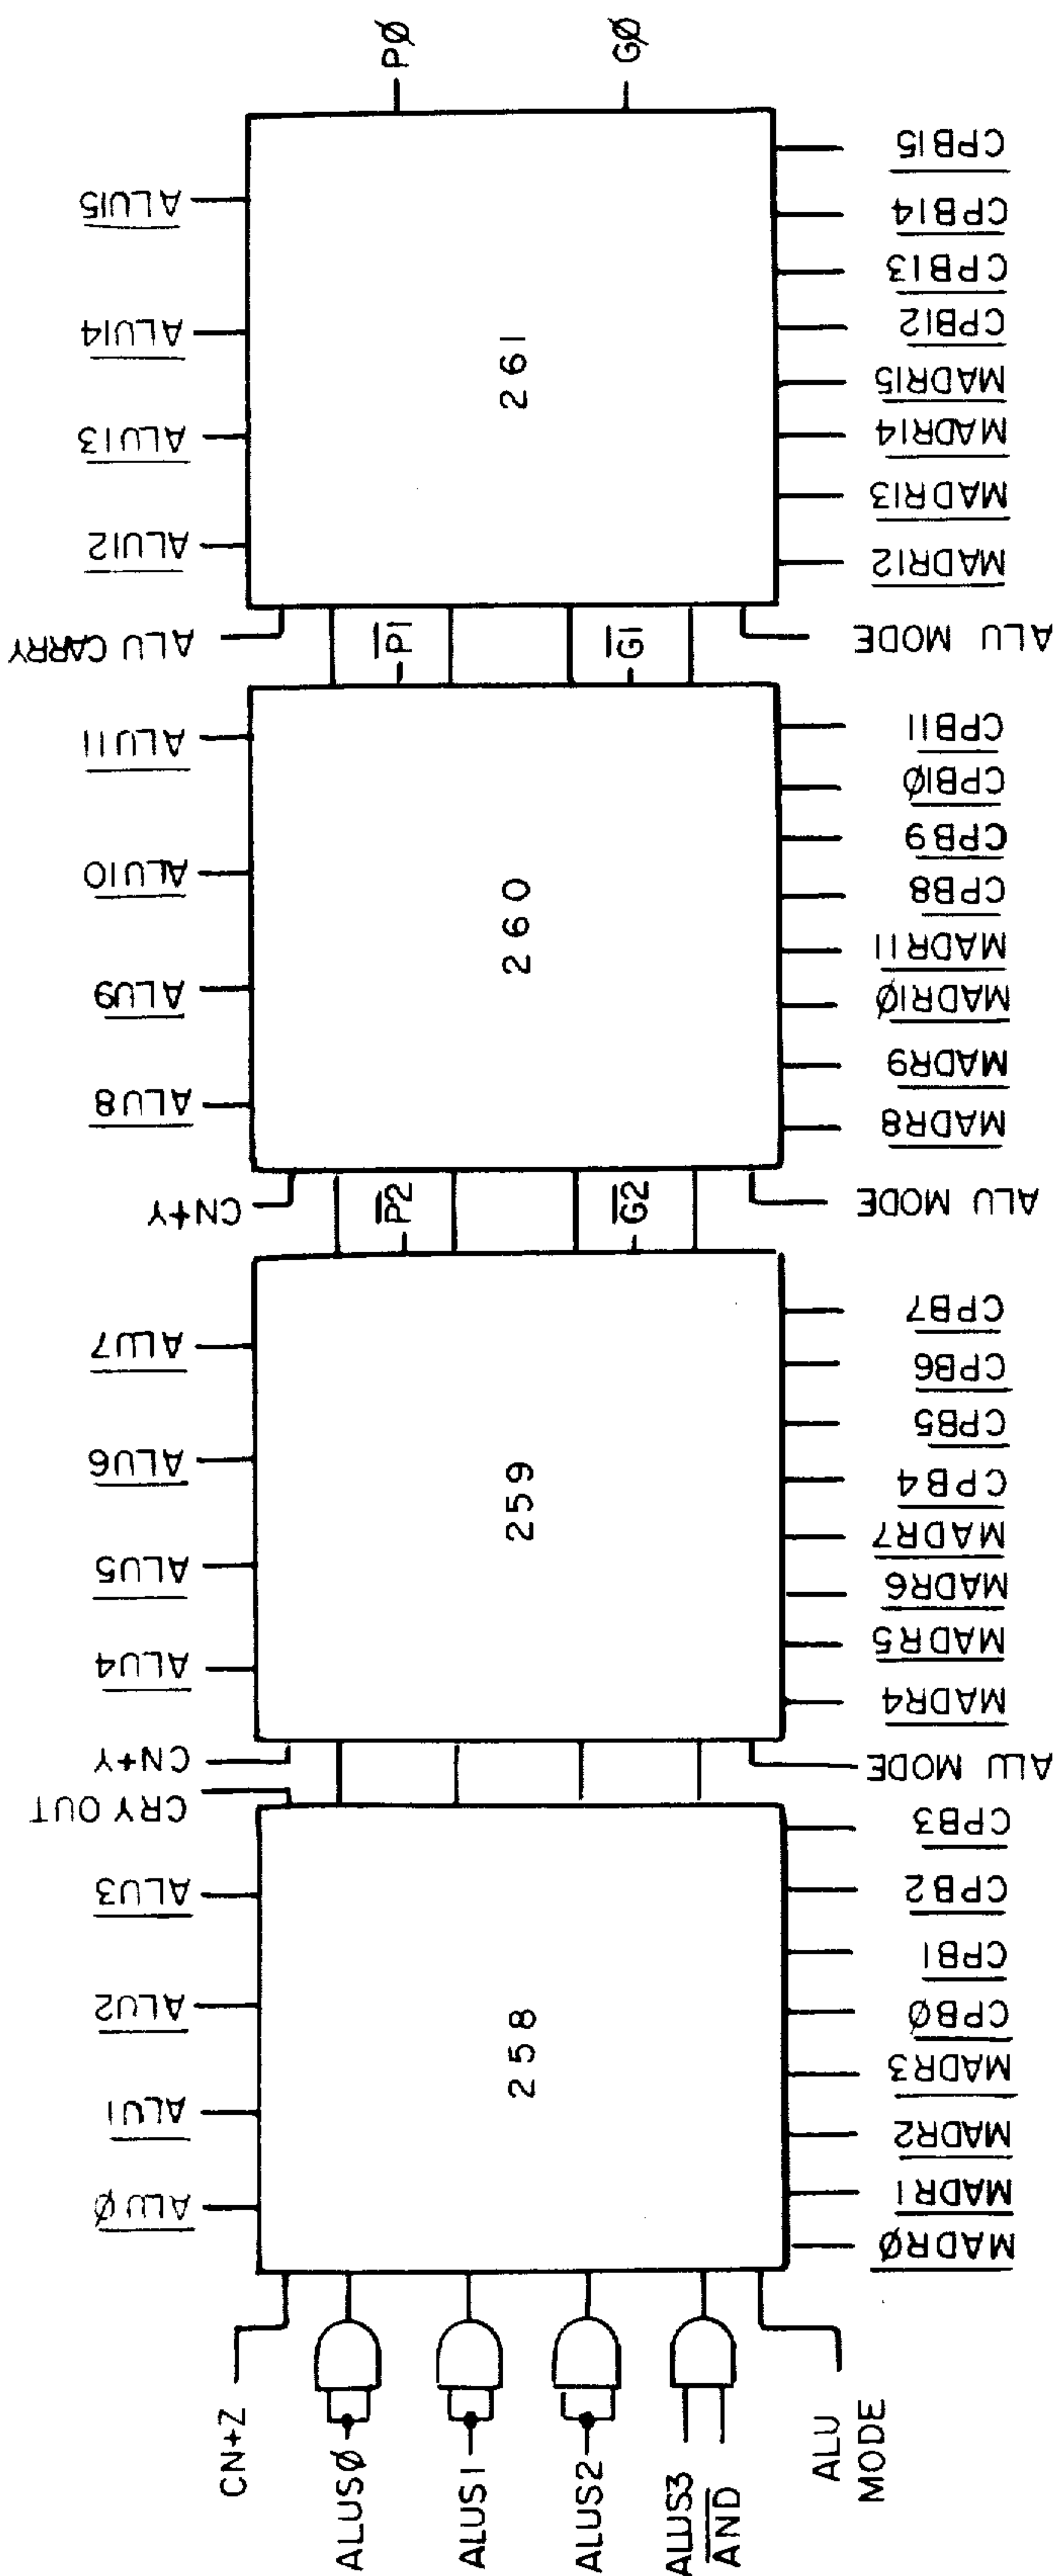 PØ
GØ
ALU15
ALU14
ALU13
ALU12
261
CPB15
CPB14
CPB13
CPB12
MADR15
MADR14
MADR13
MADR12
ALU CARRY
P1
G1
ALU MODE
ALU11
ALU10
ALU9
ALU8
260
CPB11
CPB1Ø
CPB9
CPB8
MADR11
MADR1Ø
MADR9
MADR8
CN+Y
P2
G2
ALU MODE
ALU7
ALU6
ALU5
ALU4
259
CPB7
CPB6
CPB5
CPB4
MADR7
MADR6
MADR5
MADR4
CN+Y
ALU MODE
CRY OUT
ALU3
ALU2
ALU1
ALUØ
258
CPB3
CPB2
CPB1
CPBØ
MADR3
MADR2
MADR1
MADRØ
CN+Z
ALUSØ
ALUS1
ALUS2
ALUS3
AND
ALU
MODE